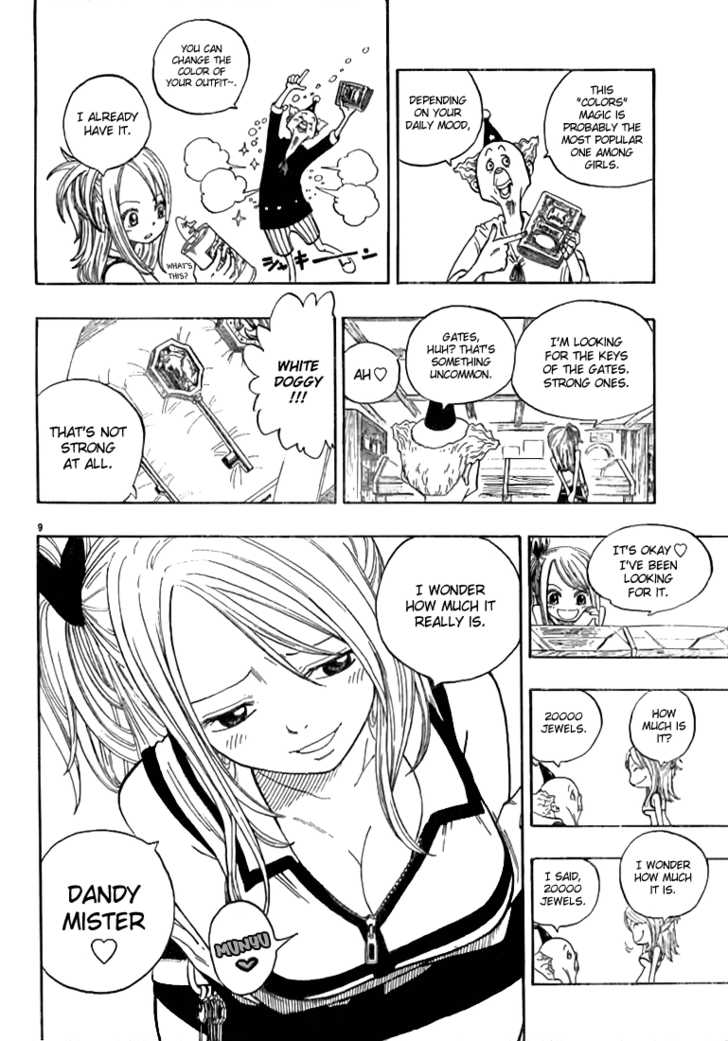 THIS
"COLORS"
MAGIC IS
PROBABLY THE
MOST POPULAR
ONE AMONG
GIRLS.
DEPENDING
ON YOUR
DAILY MOOD,
YOU CAN
CHANGE THE
COLOR OF
YOUR OUTFIT~.
シュキーーン
I ALREADY
HAVE IT.
WHAT'S
THIS?
I'M LOOKING
FOR THE KEYS
OF THE GATES.
STRONG ONES.
GATES,
HUH? THAT'S
SOMETHING
UNCOMMON.
AH♡
WHITE
DOGGY
!!!
THAT'S NOT
STRONG
AT ALL.
9
IT'S OKAY♡
I'VE BEEN
LOOKING
FOR IT.
HOW
MUCH IS
IT?
20000
JEWELS.
I WONDER
HOW MUCH
IT IS.
I SAID,
20000
JEWELS.
I WONDER
HOW MUCH IT
REALLY IS.
DANDY
MISTER
♡
MUNYU
♥